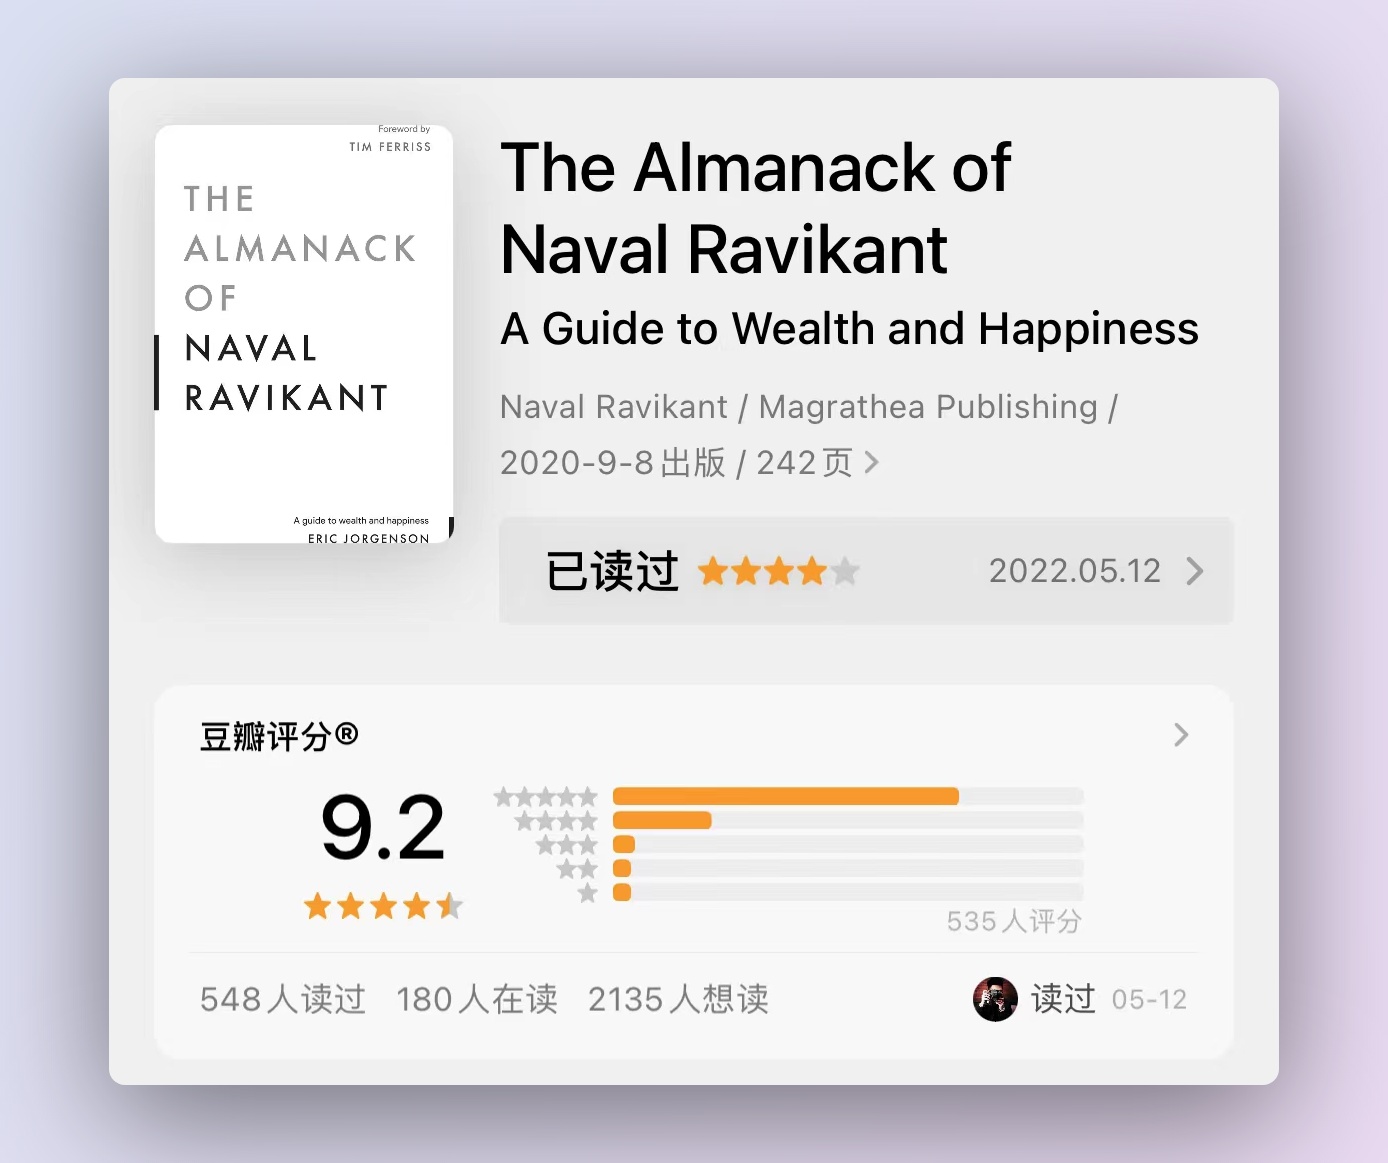 Foreword by
TIM FERRISS
THE
ALMANACK
OF
NAVAL
RAVIKANT
A guide to wealth and happiness
ERIC JORGENSON
The Almanack of
Naval Ravikant
A Guide to Wealth and Happiness
Naval Ravikant / Magrathea Publishing /
2020-9-8出版 / 242页 >
已读过 ★★★★★ 2022.05.12 >
豆瓣评分® >
9.2
535人评分
548人读过 180人在读 2135人想读 读过 05-12